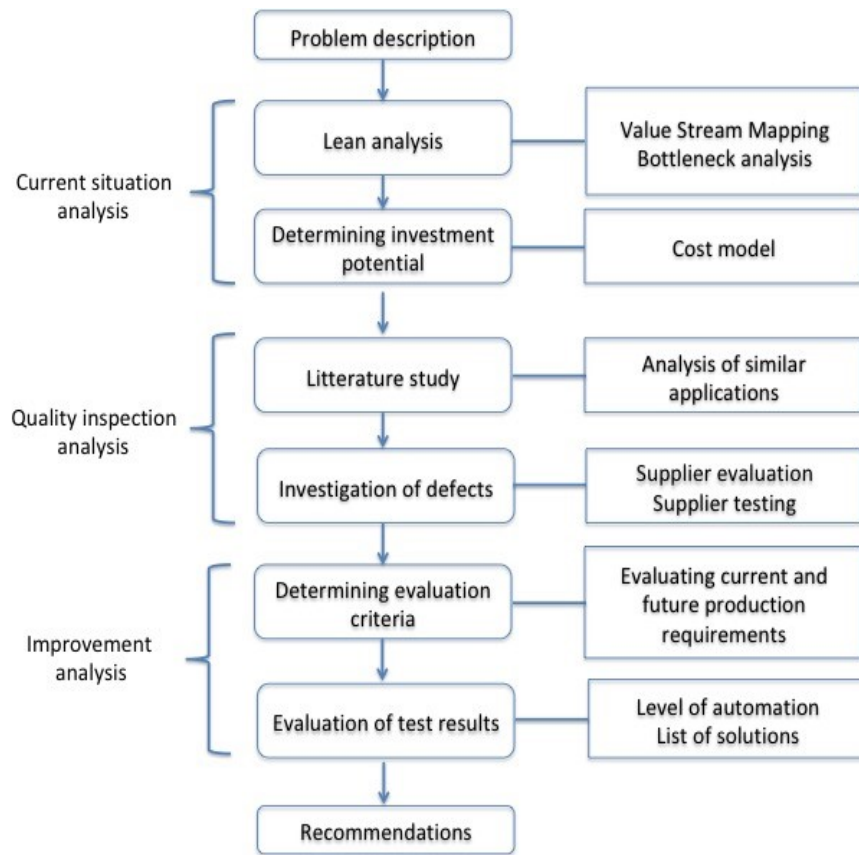 Problem description
Lean analysis
Value Stream Mapping
Bottleneck analysis
Current situation
analysis
Determining investment
potential
Cost model
Litterature study
Analysis of similar
applications
Quality inspection
analysis
Investigation of defects
Supplier evaluation
Supplier testing
Determining evaluation
criteria
Evaluating current and
future production
requirements
Improvement
analysis
Evaluation of test results
Level of automation
List of solutions
Recommendations